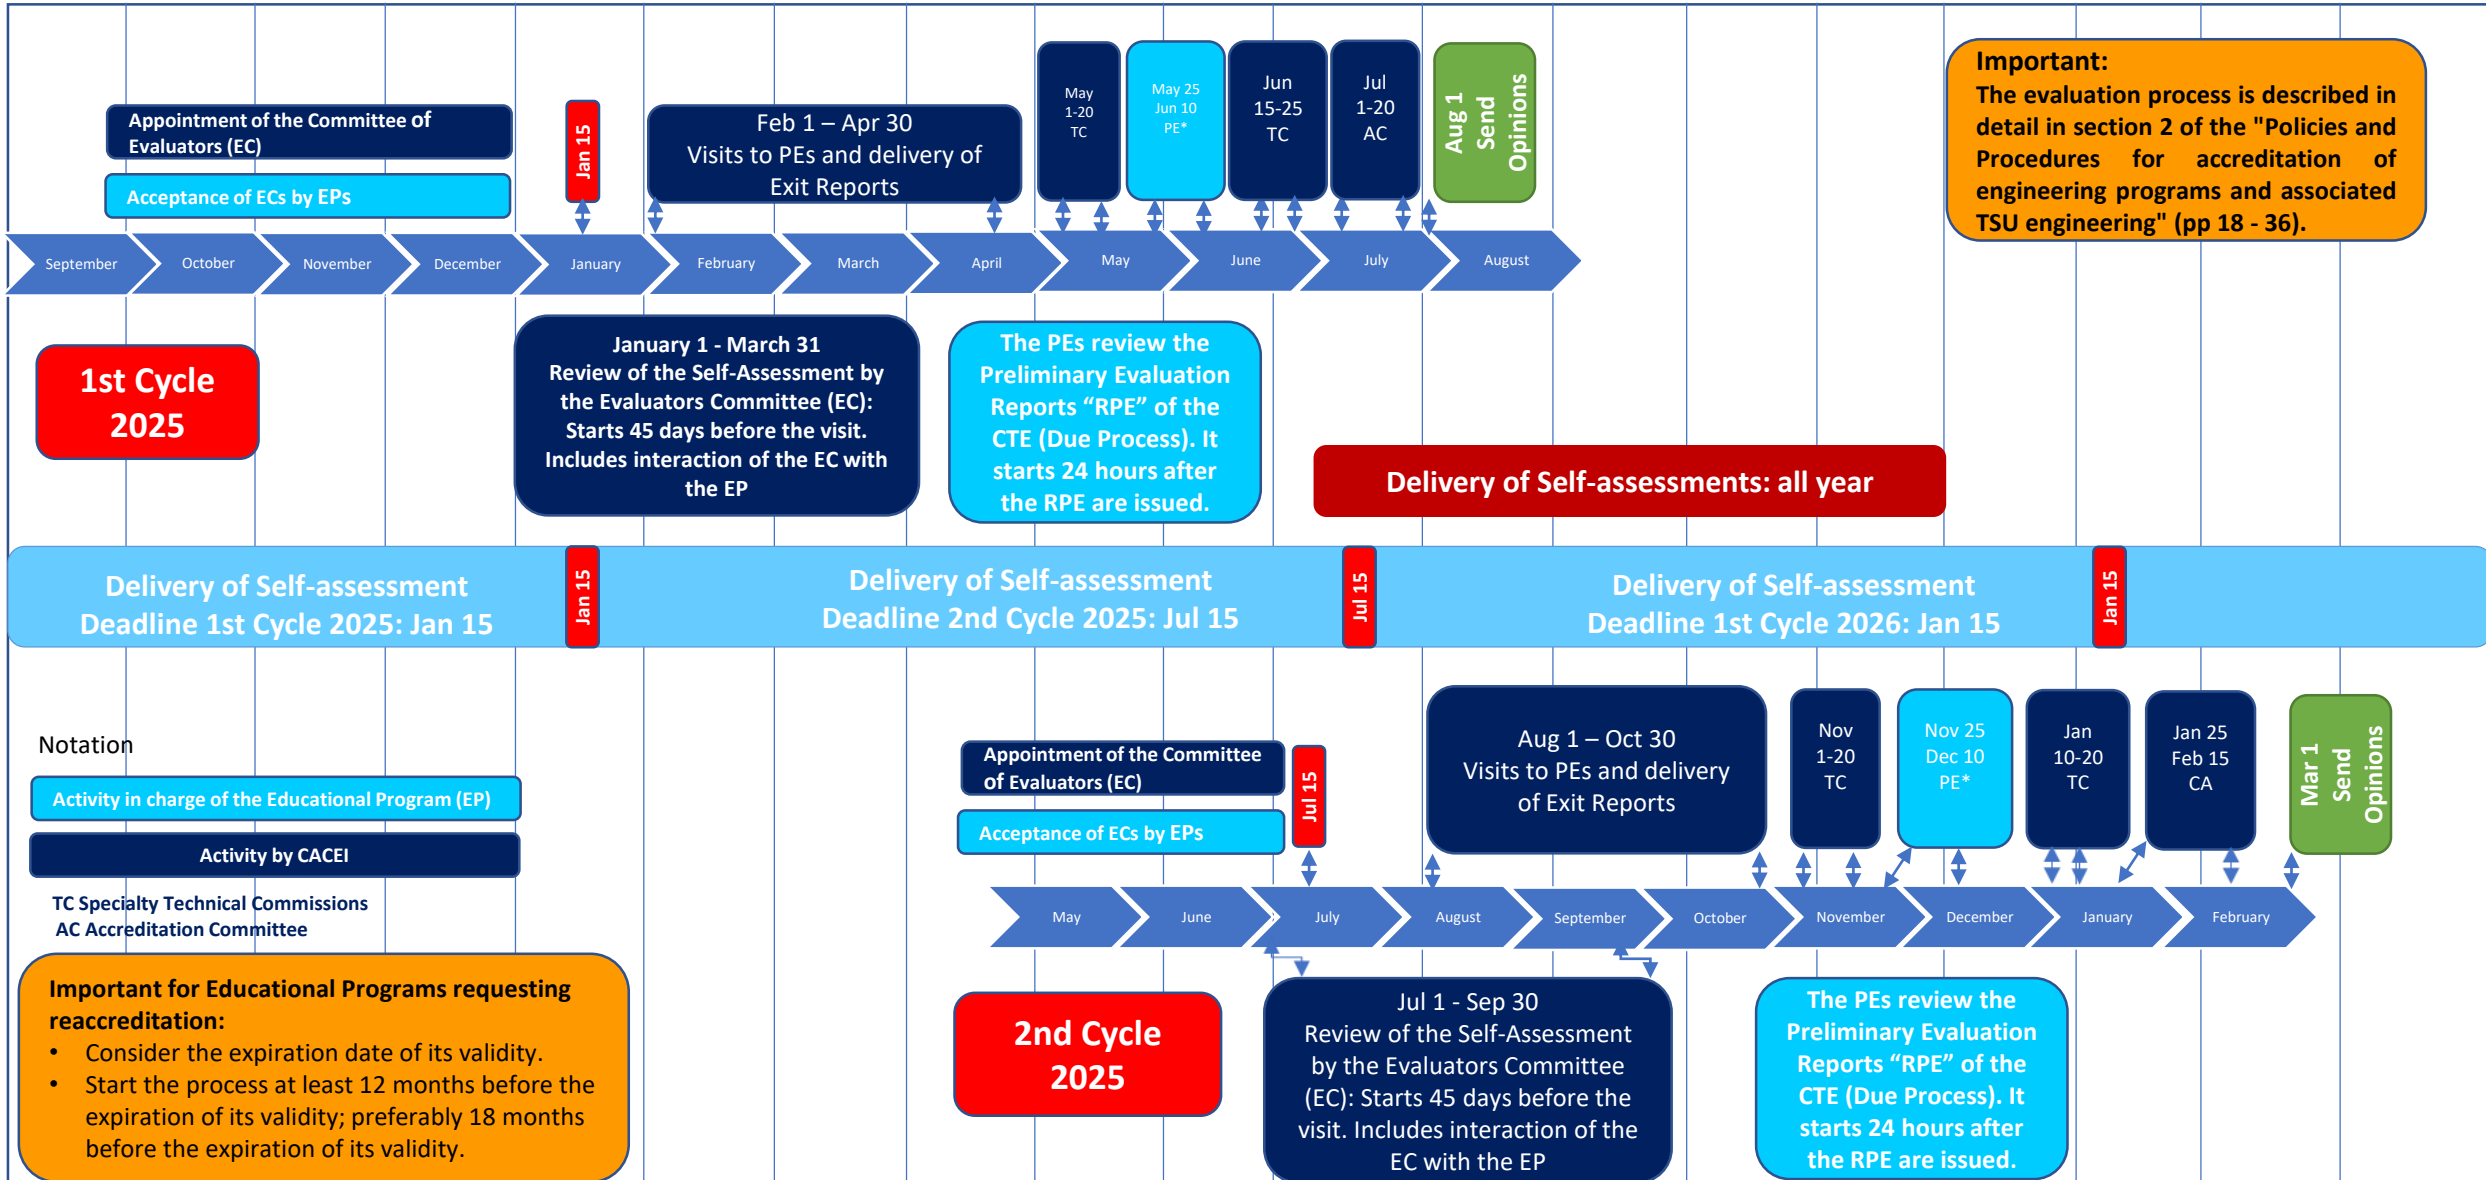 Appointment of the Committee of
Evaluators (EC)
Acceptance of ECs by EPs
Jan 15
Feb 1 – Apr 30
Visits to PEs and delivery of
Exit Reports
May
1-20
TC
May 25
Jun 10
PE*
Jun
15-25
TC
Jul
1-20
AC
Aug 1
Send
Opinions
Important:
The evaluation process is described in
detail in section 2 of the "Policies and
Procedures for accreditation of
engineering programs and associated
TSU engineering" (pp 18 - 36).
September
October
November
December
January
February
March
April
May
June
July
August
1st Cycle
2025
January 1 - March 31
Review of the Self-Assessment by
the Evaluators Committee (EC):
Starts 45 days before the visit.
Includes interaction of the EC with
the EP
The PEs review the
Preliminary Evaluation
Reports “RPE” of the
CTE (Due Process). It
starts 24 hours after
the RPE are issued.
Delivery of Self-assessments: all year
Delivery of Self-assessment
Deadline 1st Cycle 2025: Jan 15
Jan 15
Delivery of Self-assessment
Deadline 2nd Cycle 2025: Jul 15
Jul 15
Delivery of Self-assessment
Deadline 1st Cycle 2026: Jan 15
Jan 15
Notation
Activity in charge of the Educational Program (EP)
Activity by CACEI
TC Specialty Technical Commissions
AC Accreditation Committee
Important for Educational Programs requesting
reaccreditation:
• Consider the expiration date of its validity.
• Start the process at least 12 months before the
expiration of its validity; preferably 18 months
before the expiration of its validity.
Appointment of the Committee
of Evaluators (EC)
Acceptance of ECs by EPs
Jul 15
Aug 1 – Oct 30
Visits to PEs and delivery
of Exit Reports
Nov
1-20
TC
Nov 25
Dec 10
PE*
Jan
10-20
TC
Jan 25
Feb 15
CA
Mar 1
Send
Opinions
May
June
July
August
September
October
November
December
January
February
2nd Cycle
2025
Jul 1 - Sep 30
Review of the Self-Assessment
by the Evaluators Committee
(EC): Starts 45 days before the
visit. Includes interaction of the
EC with the EP
The PEs review the
Preliminary Evaluation
Reports “RPE” of the
CTE (Due Process). It
starts 24 hours after
the RPE are issued.